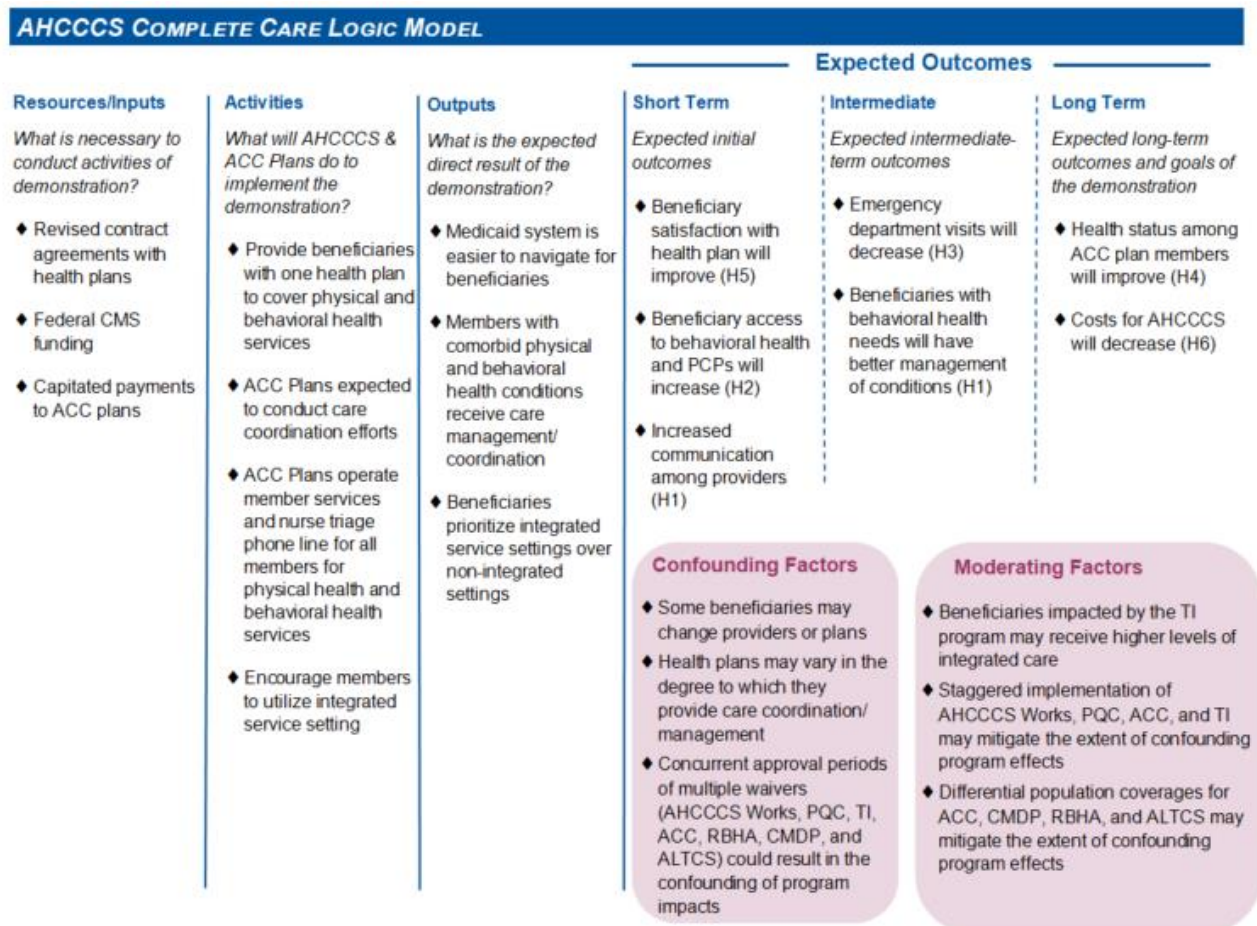 AHCCCS COMPLETE CARE LOGIC MODEL
Expected Outcomes
Resources/Inputs
What is necessary to
conduct activities of
demonstration?
♦ Revised contract
agreements with
health plans
♦ Federal CMS
funding
♦ Capitated payments
to ACC plans
Activities
What will AHCCCS &
ACC Plans do to
implement the
demonstration?
♦ Provide beneficiaries
with one health plan
to cover physical and
behavioral health
services
♦ ACC Plans expected
to conduct care
coordination efforts
♦ ACC Plans operate
member services
and nurse triage
phone line for all
members for
physical health and
behavioral health
services
♦ Encourage members
to utilize integrated
service setting
Outputs
What is the expected
direct result of the
demonstration?
♦ Medicaid system is
easier to navigate for
beneficiaries
♦ Members with
comorbid physical
and behavioral
health conditions
receive care
management/
coordination
♦ Beneficiaries
prioritize integrated
service settings over
non-integrated
settings
Short Term
Expected initial
outcomes
♦ Beneficiary
satisfaction with
health plan will
improve (H5)
♦ Beneficiary access
to behavioral health
and PCPs will
increase (H2)
♦ Increased
communication
among providers
(H1)
Intermediate
Expected intermediate-
term outcomes
♦ Emergency
department visits will
decrease (H3)
♦ Beneficiaries with
behavioral health
needs will have
better management
of conditions (H1)
Long Term
Expected long-term
outcomes and goals of
the demonstration
♦ Health status among
ACC plan members
will improve (H4)
♦ Costs for AHCCCS
will decrease (H6)
Confounding Factors
♦ Some beneficiaries may
change providers or plans
♦ Health plans may vary in the
degree to which they
provide care coordination/
management
♦ Concurrent approval periods
of multiple waivers
(AHCCCS Works, PQC, TI,
ACC, RBHA, CMDP, and
ALTCS) could result in the
confounding of program
impacts
Moderating Factors
♦ Beneficiaries impacted by the TI
program may receive higher levels of
integrated care
♦ Staggered implementation of
AHCCCS Works, PQC, ACC, and TI
may mitigate the extent of confounding
program effects
♦ Differential population coverages for
ACC, CMDP, RBHA, and ALTCS may
mitigate the extent of confounding
program effects